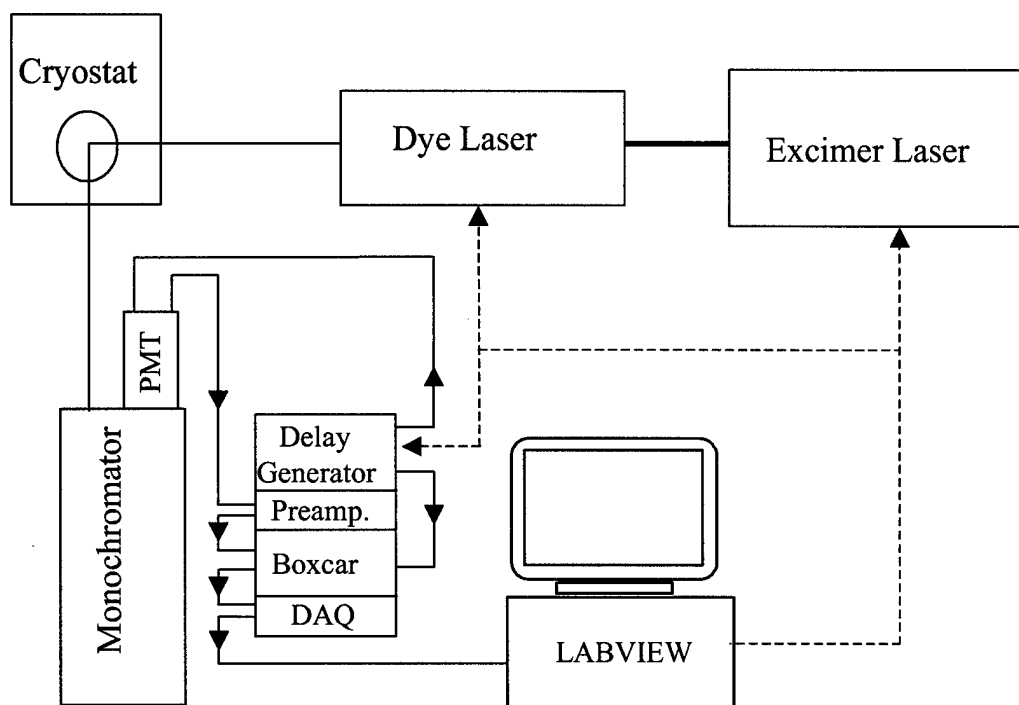 Cryostat
Dye Laser
Excimer Laser
PMT
Monochromator
Delay
Generator
Preamp.
Boxcar
DAQ
LABVIEW